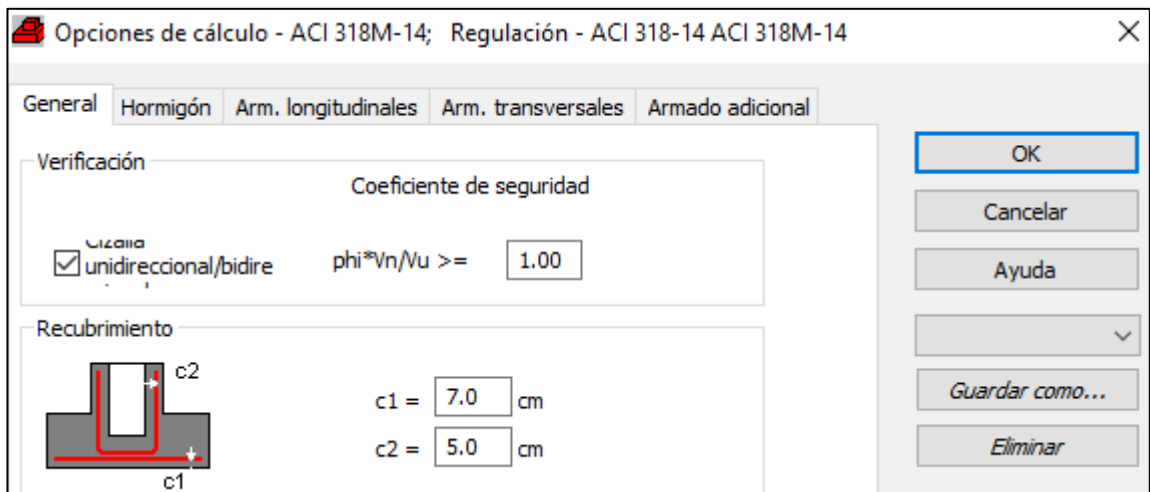 Opciones de cálculo - ACI 318M-14; Regulación - ACI 318-14 ACI 318M-14
General Hormigón Arm. longitudinales Arm. transversales Armado adicional
Verificación
Coeficiente de seguridad
unidireccional/bidire phi*Vn/Vu >= 1.00
Recubrimiento
c2
c1 = 7.0 cm
c2 = 5.0 cm
c1
OK
Cancelar
Ayuda
Guardar como...
Eliminar